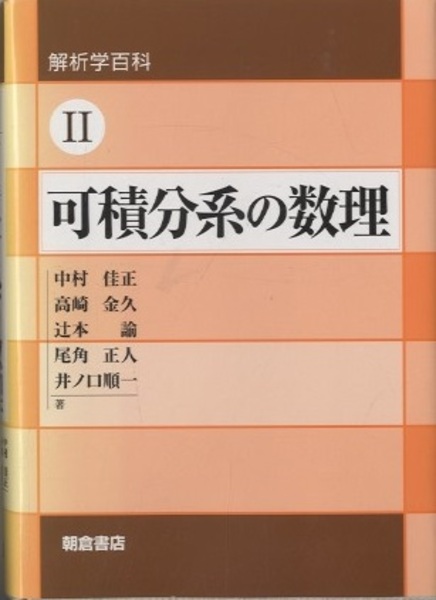 解析学百科
II
可積分系の数理
中村 佳正
高崎 金久
辻本 諭
尾角 正人
井ノ口順一
著
朝倉書店